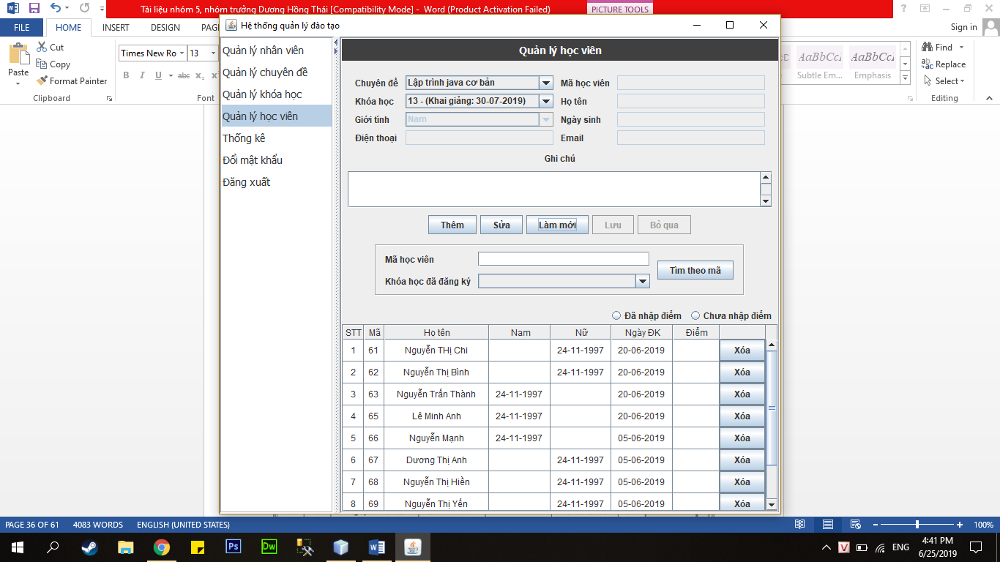 Tài liệu nhóm 5, nhóm trưởng Dương Hồng Thái [Compatibility Mode] - Word (Product Activation Failed)
PICTURE TOOLS
FILE HOME INSERT DESIGN
Sign in
Hệ thống quản lý đào tạo
Cut
Copy
Format Painter
Paste
Clipboard
Times New Ro 13
B I U abc x₂ x
Font
AaBbCcI AaBbCcI
Subtle Em... Emphasis
Find
Replace
Select
Editing
Quản lý nhân viên
Quản lý chuyên đề
Quản lý khóa học
Quản lý học viên
Thống kê
Đổi mật khẩu
Đăng xuất
Quản lý học viên
Chuyên đề Lập trình java cơ bản Mã học viên
Khóa học 13 - (Khai giảng: 30-07-2019) Họ tên
Giới tính Nam Ngày sinh
Điện thoại Email
Ghi chú
Thêm Sửa Làm mới Lưu Bỏ qua
Mã học viên
Khóa học đã đăng ký
Tìm theo mã
Đã nhập điểm Chưa nhập điểm
STT Mã Họ tên Nam Nữ Ngày ĐK Điểm
1 61 Nguyễn THị Chi 24-11-1997 20-06-2019 Xóa
2 62 Nguyễn Thị Bình 24-11-1997 20-06-2019 Xóa
3 63 Nguyễn Trấn Thành 24-11-1997 20-06-2019 Xóa
4 65 Lê Minh Anh 24-11-1997 20-06-2019 Xóa
5 66 Nguyễn Mạnh 24-11-1997 05-06-2019 Xóa
6 67 Dương Thị Anh 24-11-1997 05-06-2019 Xóa
7 68 Nguyễn Thị Hiền 24-11-1997 05-06-2019 Xóa
8 69 Nguyễn Thị Yến 24-11-1997 05-06-2019 Xóa
PAGE 36 OF 61 4083 WORDS ENGLISH (UNITED STATES) 100%
Ps Dw
ENG
4:41 PM
6/25/2019